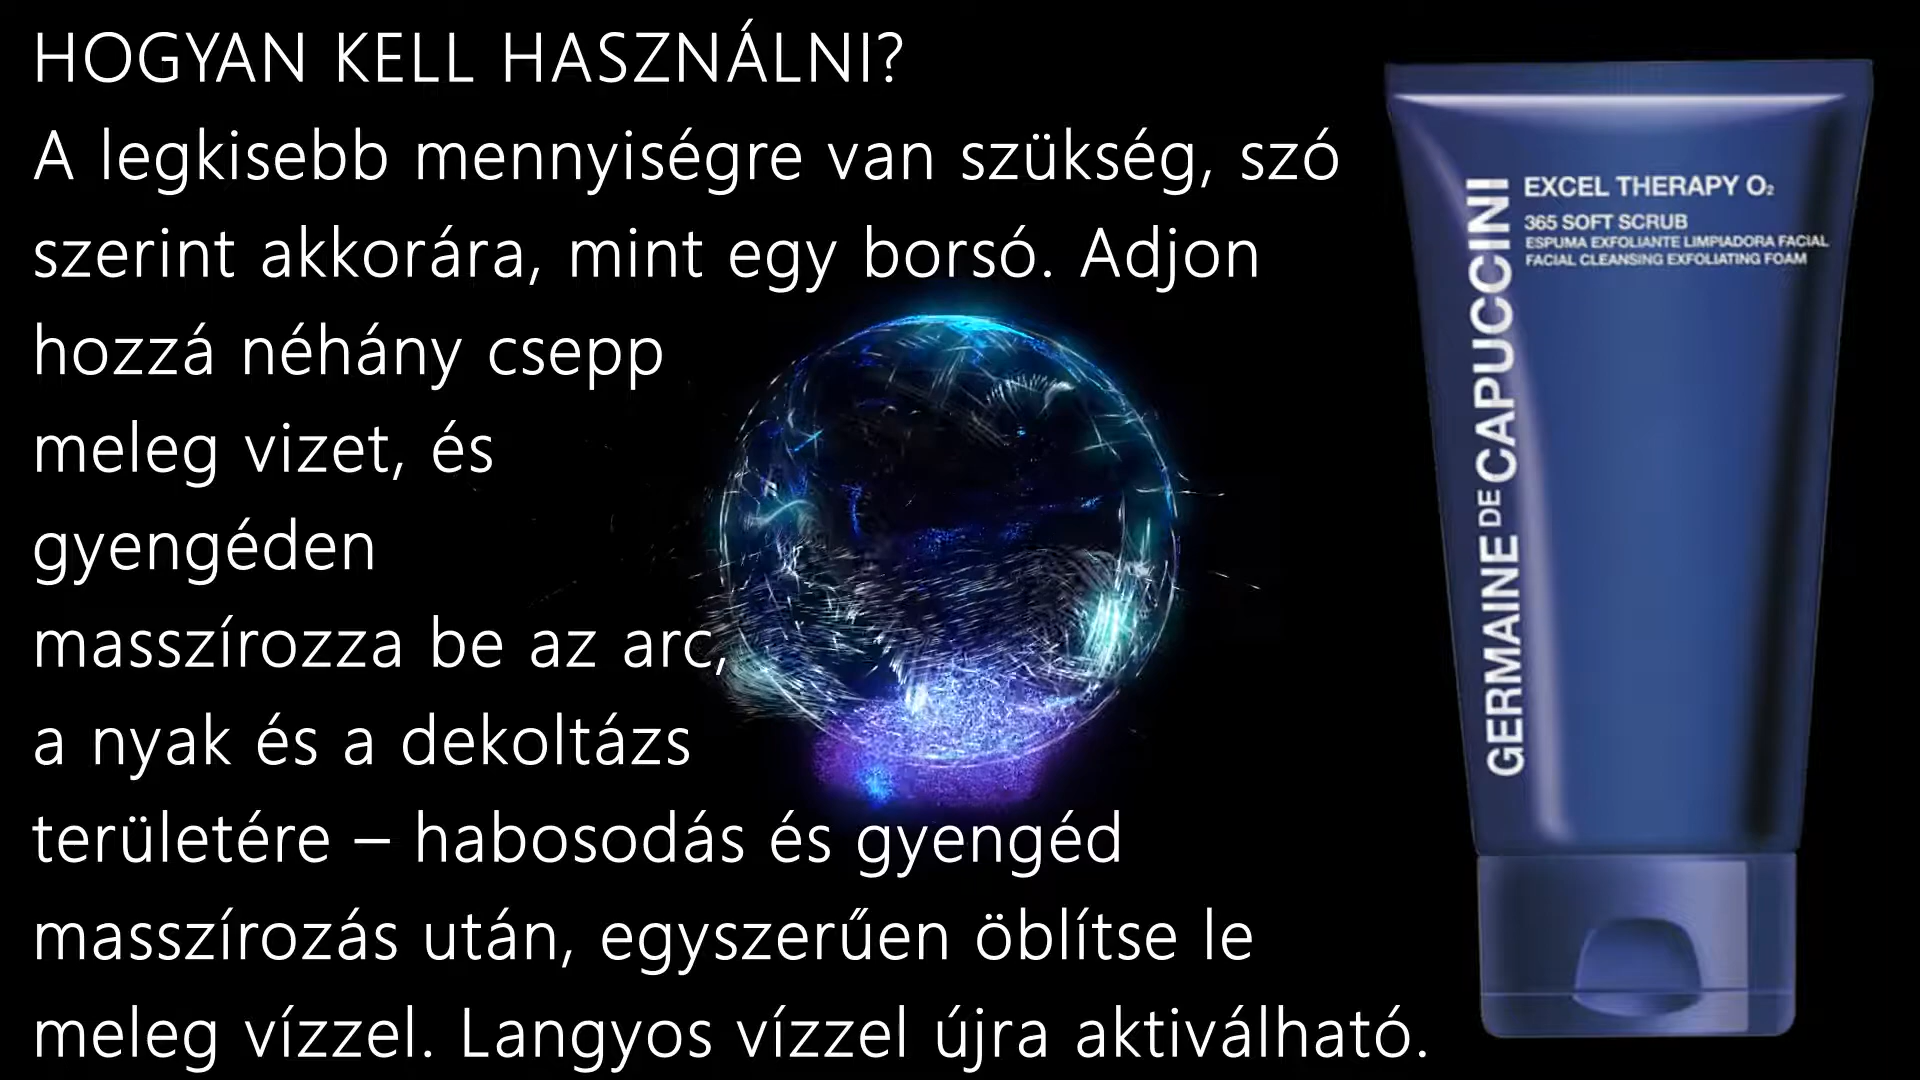 HOGYAN KELL HASZNÁLNI?
A legkisebb mennyiségre van szükség, szó
szerint akkorára, mint egy borsó. Adjon
hozzá néhány csepp
meleg vizet, és
gyengéden
masszírozza be az arc,
a nyak és a dekoltázs
területére – habosodás és gyengéd
masszírozás után, egyszerűen öblítse le
meleg vízzel. Langyos vízzel újra aktiválható.
GERMAINE DE CAPUCCINI
EXCEL THERAPY O₂
365 SOFT SCRUB
ESPUMA EXFOLIANTE LIMPIADORA FACIAL
FACIAL CLEANSING EXFOLIATING FOAM